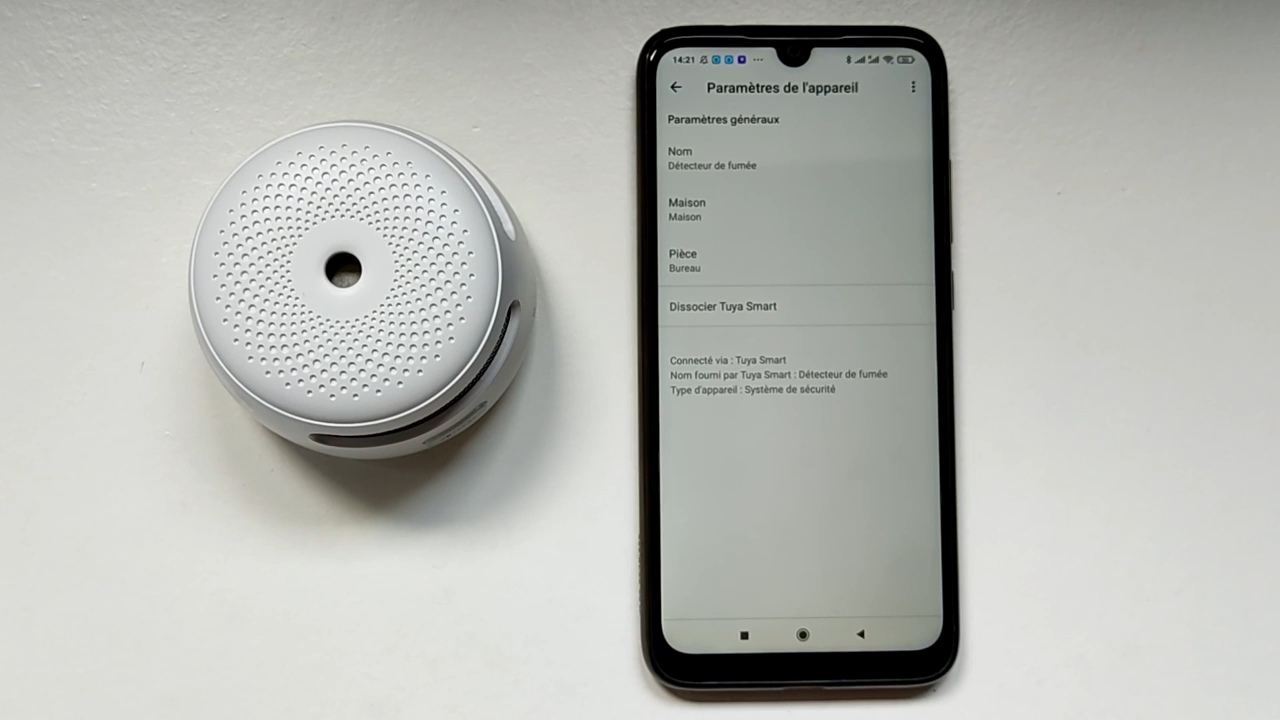 14:21
Paramètres de l'appareil
Paramètres généraux
Nom
Détecteur de fumée
Maison
Maison
Pièce
Bureau
Dissocier Tuya Smart
Connecté via : Tuya Smart
Nom fourni par Tuya Smart : Détecteur de fumée
Type d'appareil : Système de sécurité